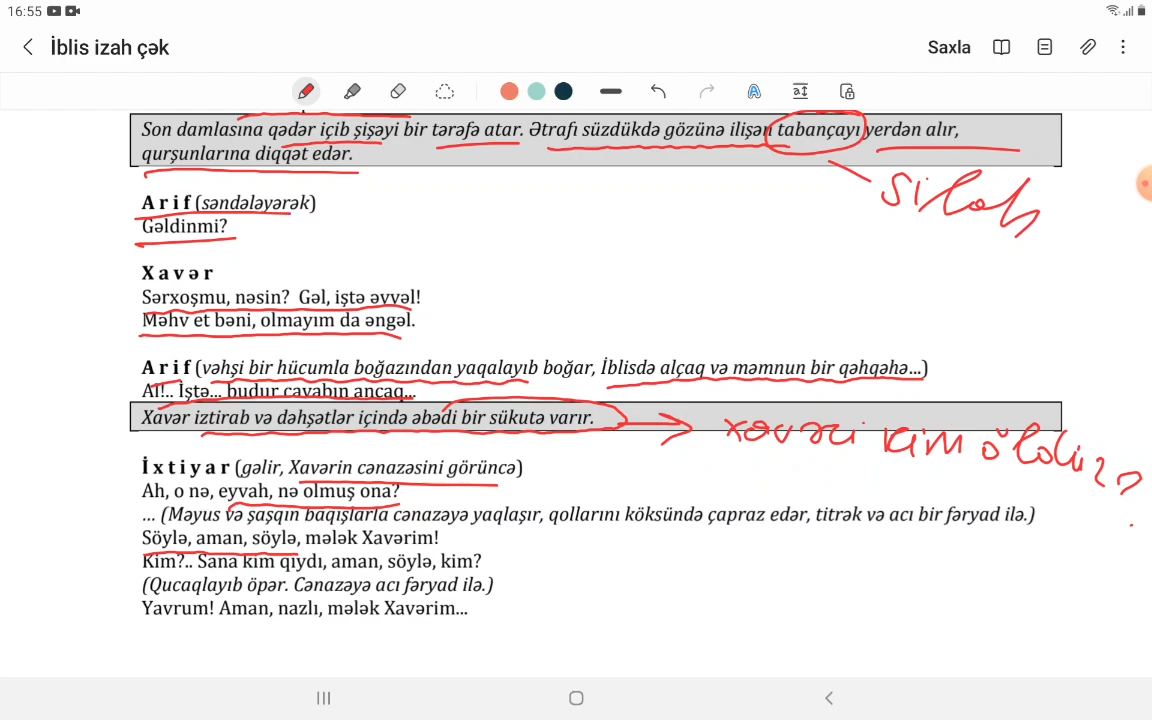 16:55
İblis izah çək
Saxla
Son damlasına qədər içib şişəyi bir tərəfə atar. Ətrafı süzdükdə gözünə ilişən tabançayı yerdən alır,
qurşunlarına diqqət edər.
silah
A r i f (səndələyərək)
Gəldinmi?
X a v ə r
Sərxoşmu, nəsin? Gəl, iştə əvvəl!
Məhv et bəni, olmayım da əngəl.
A r i f (vəhşi bir hücumla boğazından yaqalayıb boğar, İblisdə alçaq və məmnun bir qəhqəhə...)
Al!.. İştə... budur cavabın ancaq...
Xavər iztirab və dəhşətlər içində əbədi bir sükutə varır.
xavəri kim öldür?
İ x t i y a r (gəlir, Xavərin cənazəsini görüncə)
Ah, o nə, eyvah, nə olmuş ona?
... (Məyus və şaşqın baqışlarla cənazəyə yaqlaşır, qollarını köksündə çapraz edər, titrək və acı bir fəryad ilə.)
Söylə, aman, söylə, mələk Xavərim!
Kim?.. Sana kim qıydı, aman, söylə, kim?
(Qucaqlayıb öpər. Cənazəyə acı fəryad ilə.)
Yavrum! Aman, nazlı, mələk Xavərim...